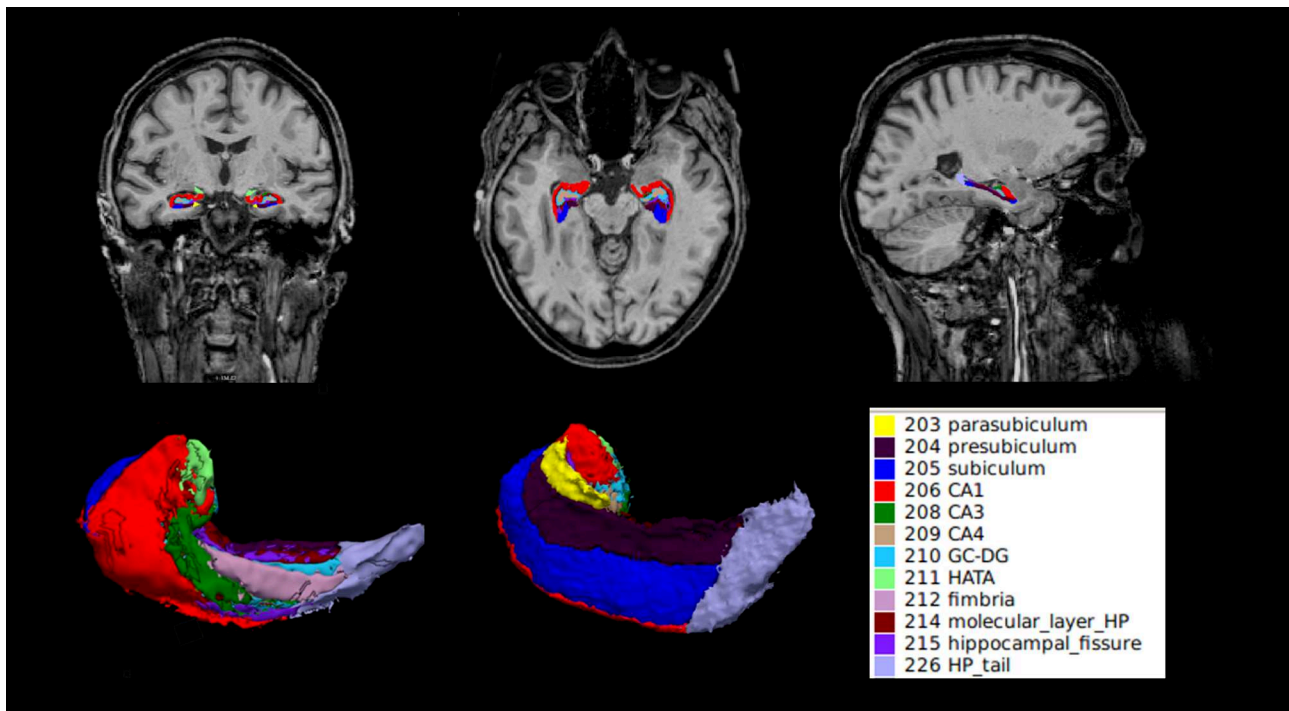 203 parasubiculum
204 presubiculum
205 subiculum
206 CA1
208 CA3
209 CA4
210 GC-DG
211 HATA
212 fimbria
214 molecular_layer_HP
215 hippocampal_fissure
226 HP_tail